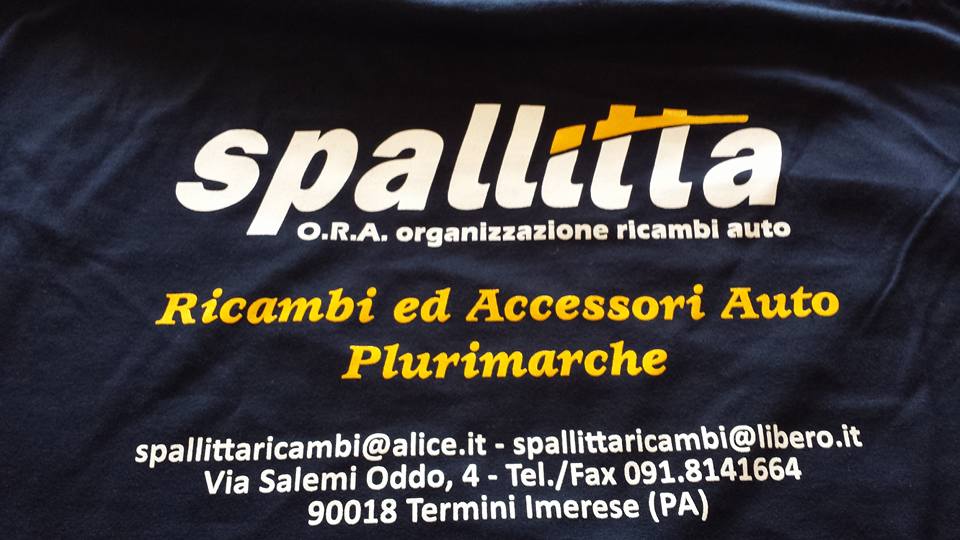 spallitta
O.R.A. organizzazione ricambi auto
Ricambi ed Accessori Auto
Plurimarche
spallittaricambi@alice.it - spallittaricambi@libero.it
Via Salemi Oddo, 4 - Tel./Fax 091.8141664
90018 Termini Imerese (PA)